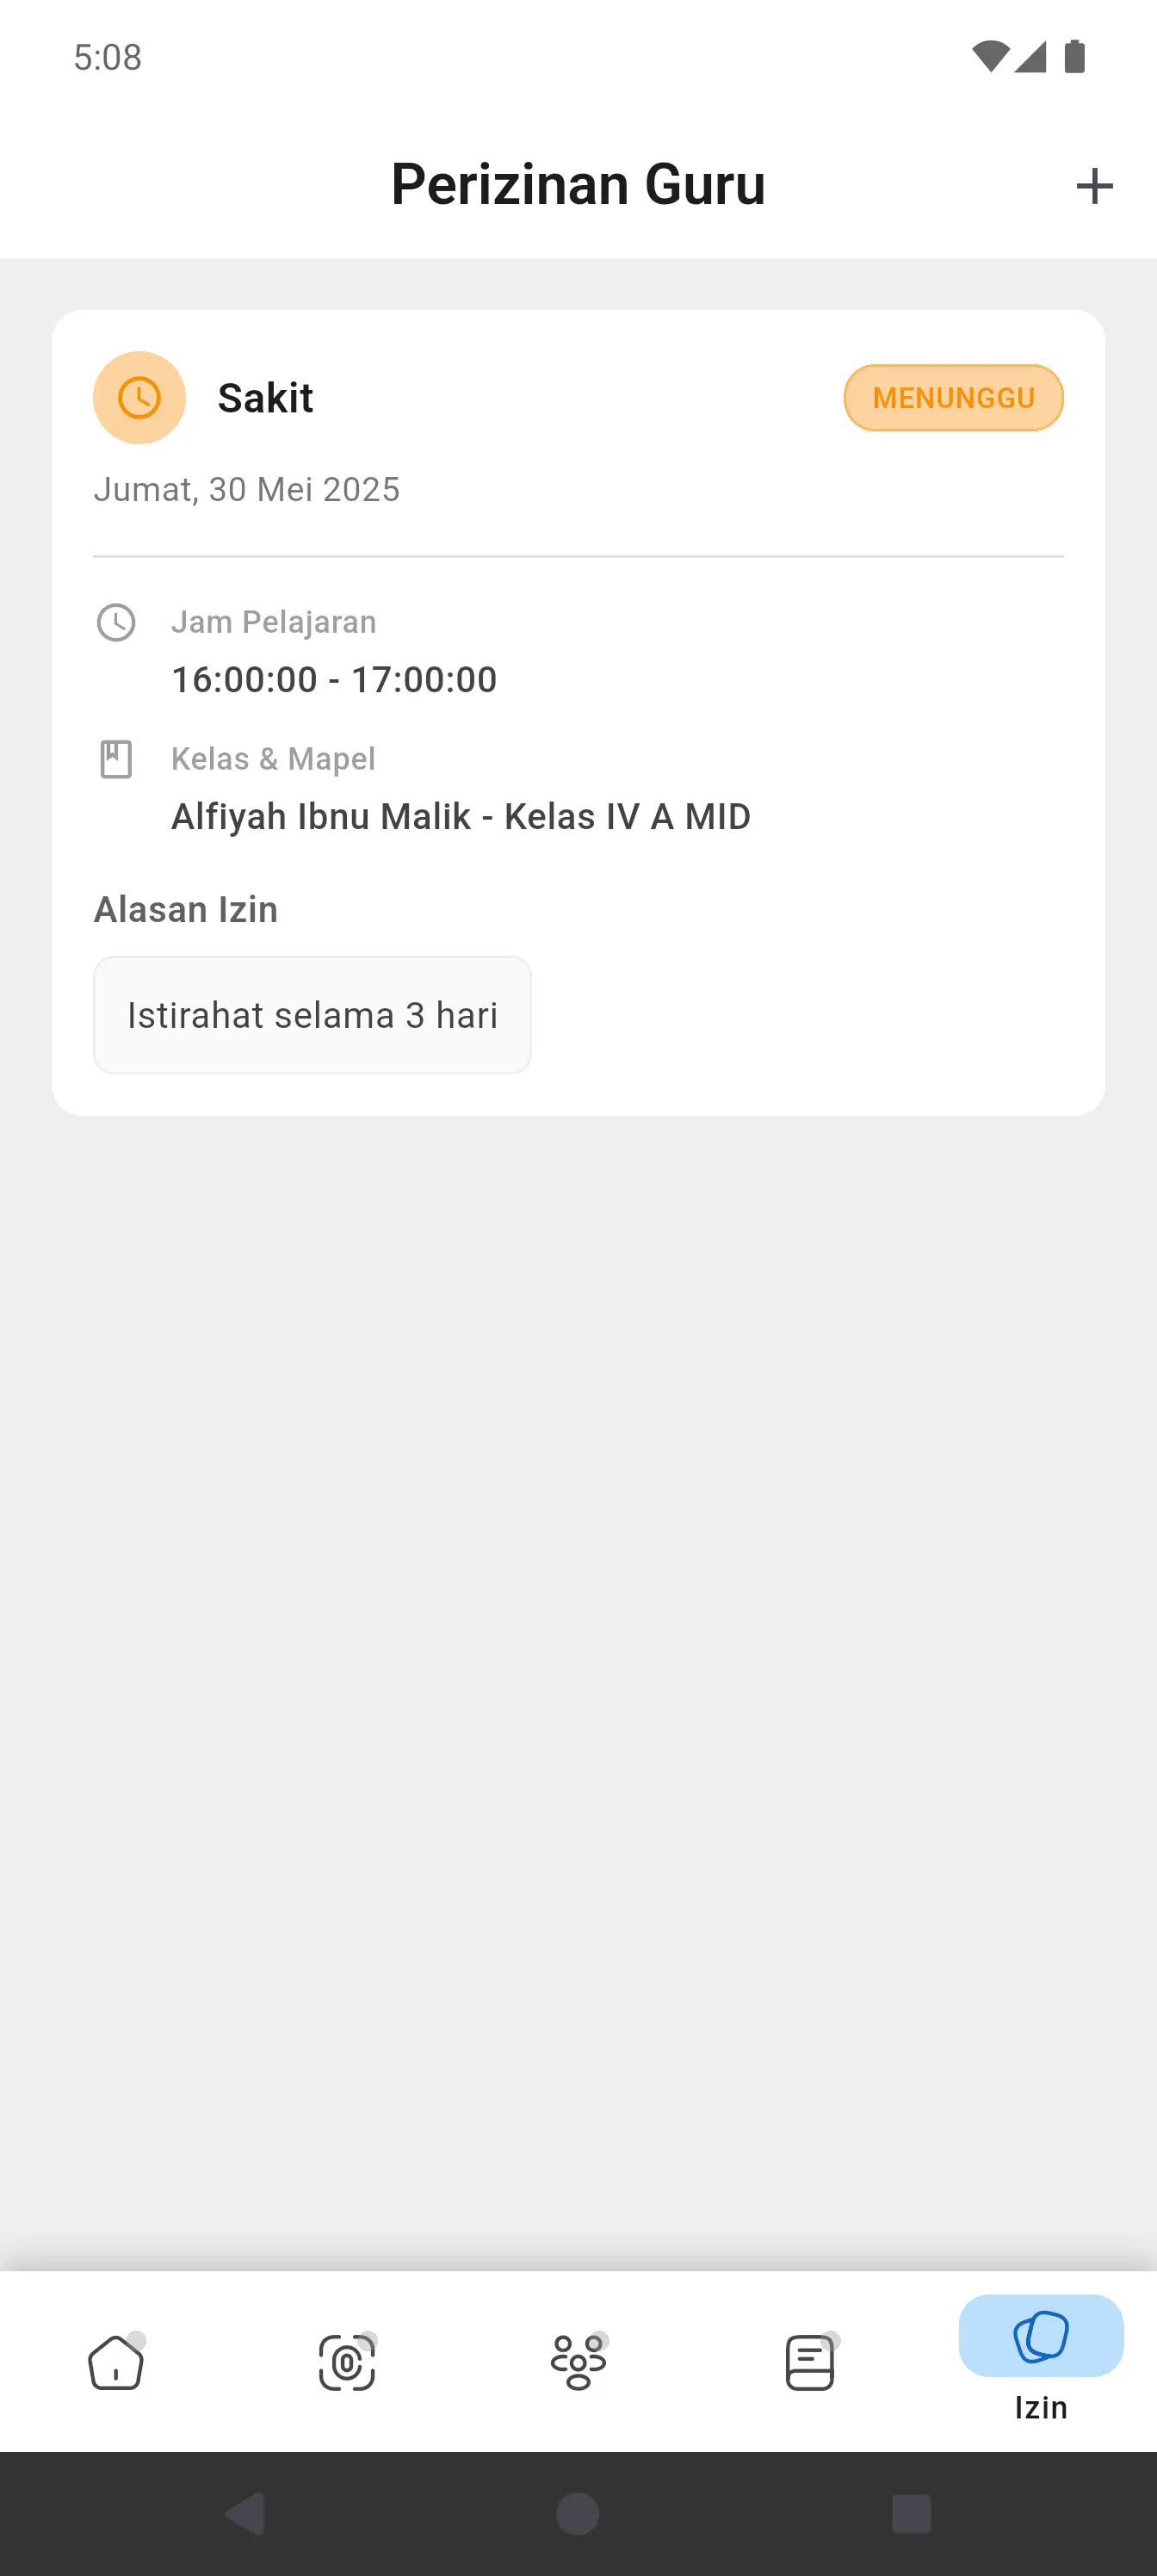 5:08
Perizinan Guru
Sakit
MENUNGGU
Jumat, 30 Mei 2025
Jam Pelajaran
16:00:00 - 17:00:00
Kelas & Mapel
Alfiyah Ibnu Malik - Kelas IV A MID
Alasan Izin
Istirahat selama 3 hari
Izin